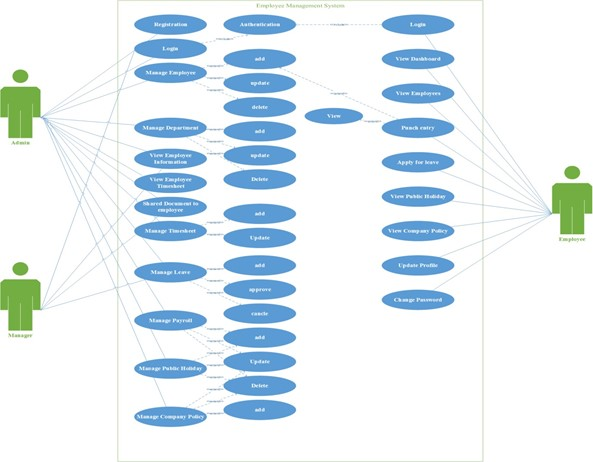 Employee Management System
Registration
Authentication
Login
Login
add
Manage Employee
update
delete
View Dashboard
View Employees
View
Punch entry
Manage Department
add
update
Delete
View Employee
Information
View Employee
Timesheet
Shared Document to
employee
Manage Timesheet
add
Update
Apply for leave
View Public Holiday
View Company Policy
Update Profile
Change Password
Manage Leave
add
approve
cancle
Manage Payroll
add
Manage Public Holiday
Update
Delete
Manage Company Policy
add
Admin
Manager
Employee